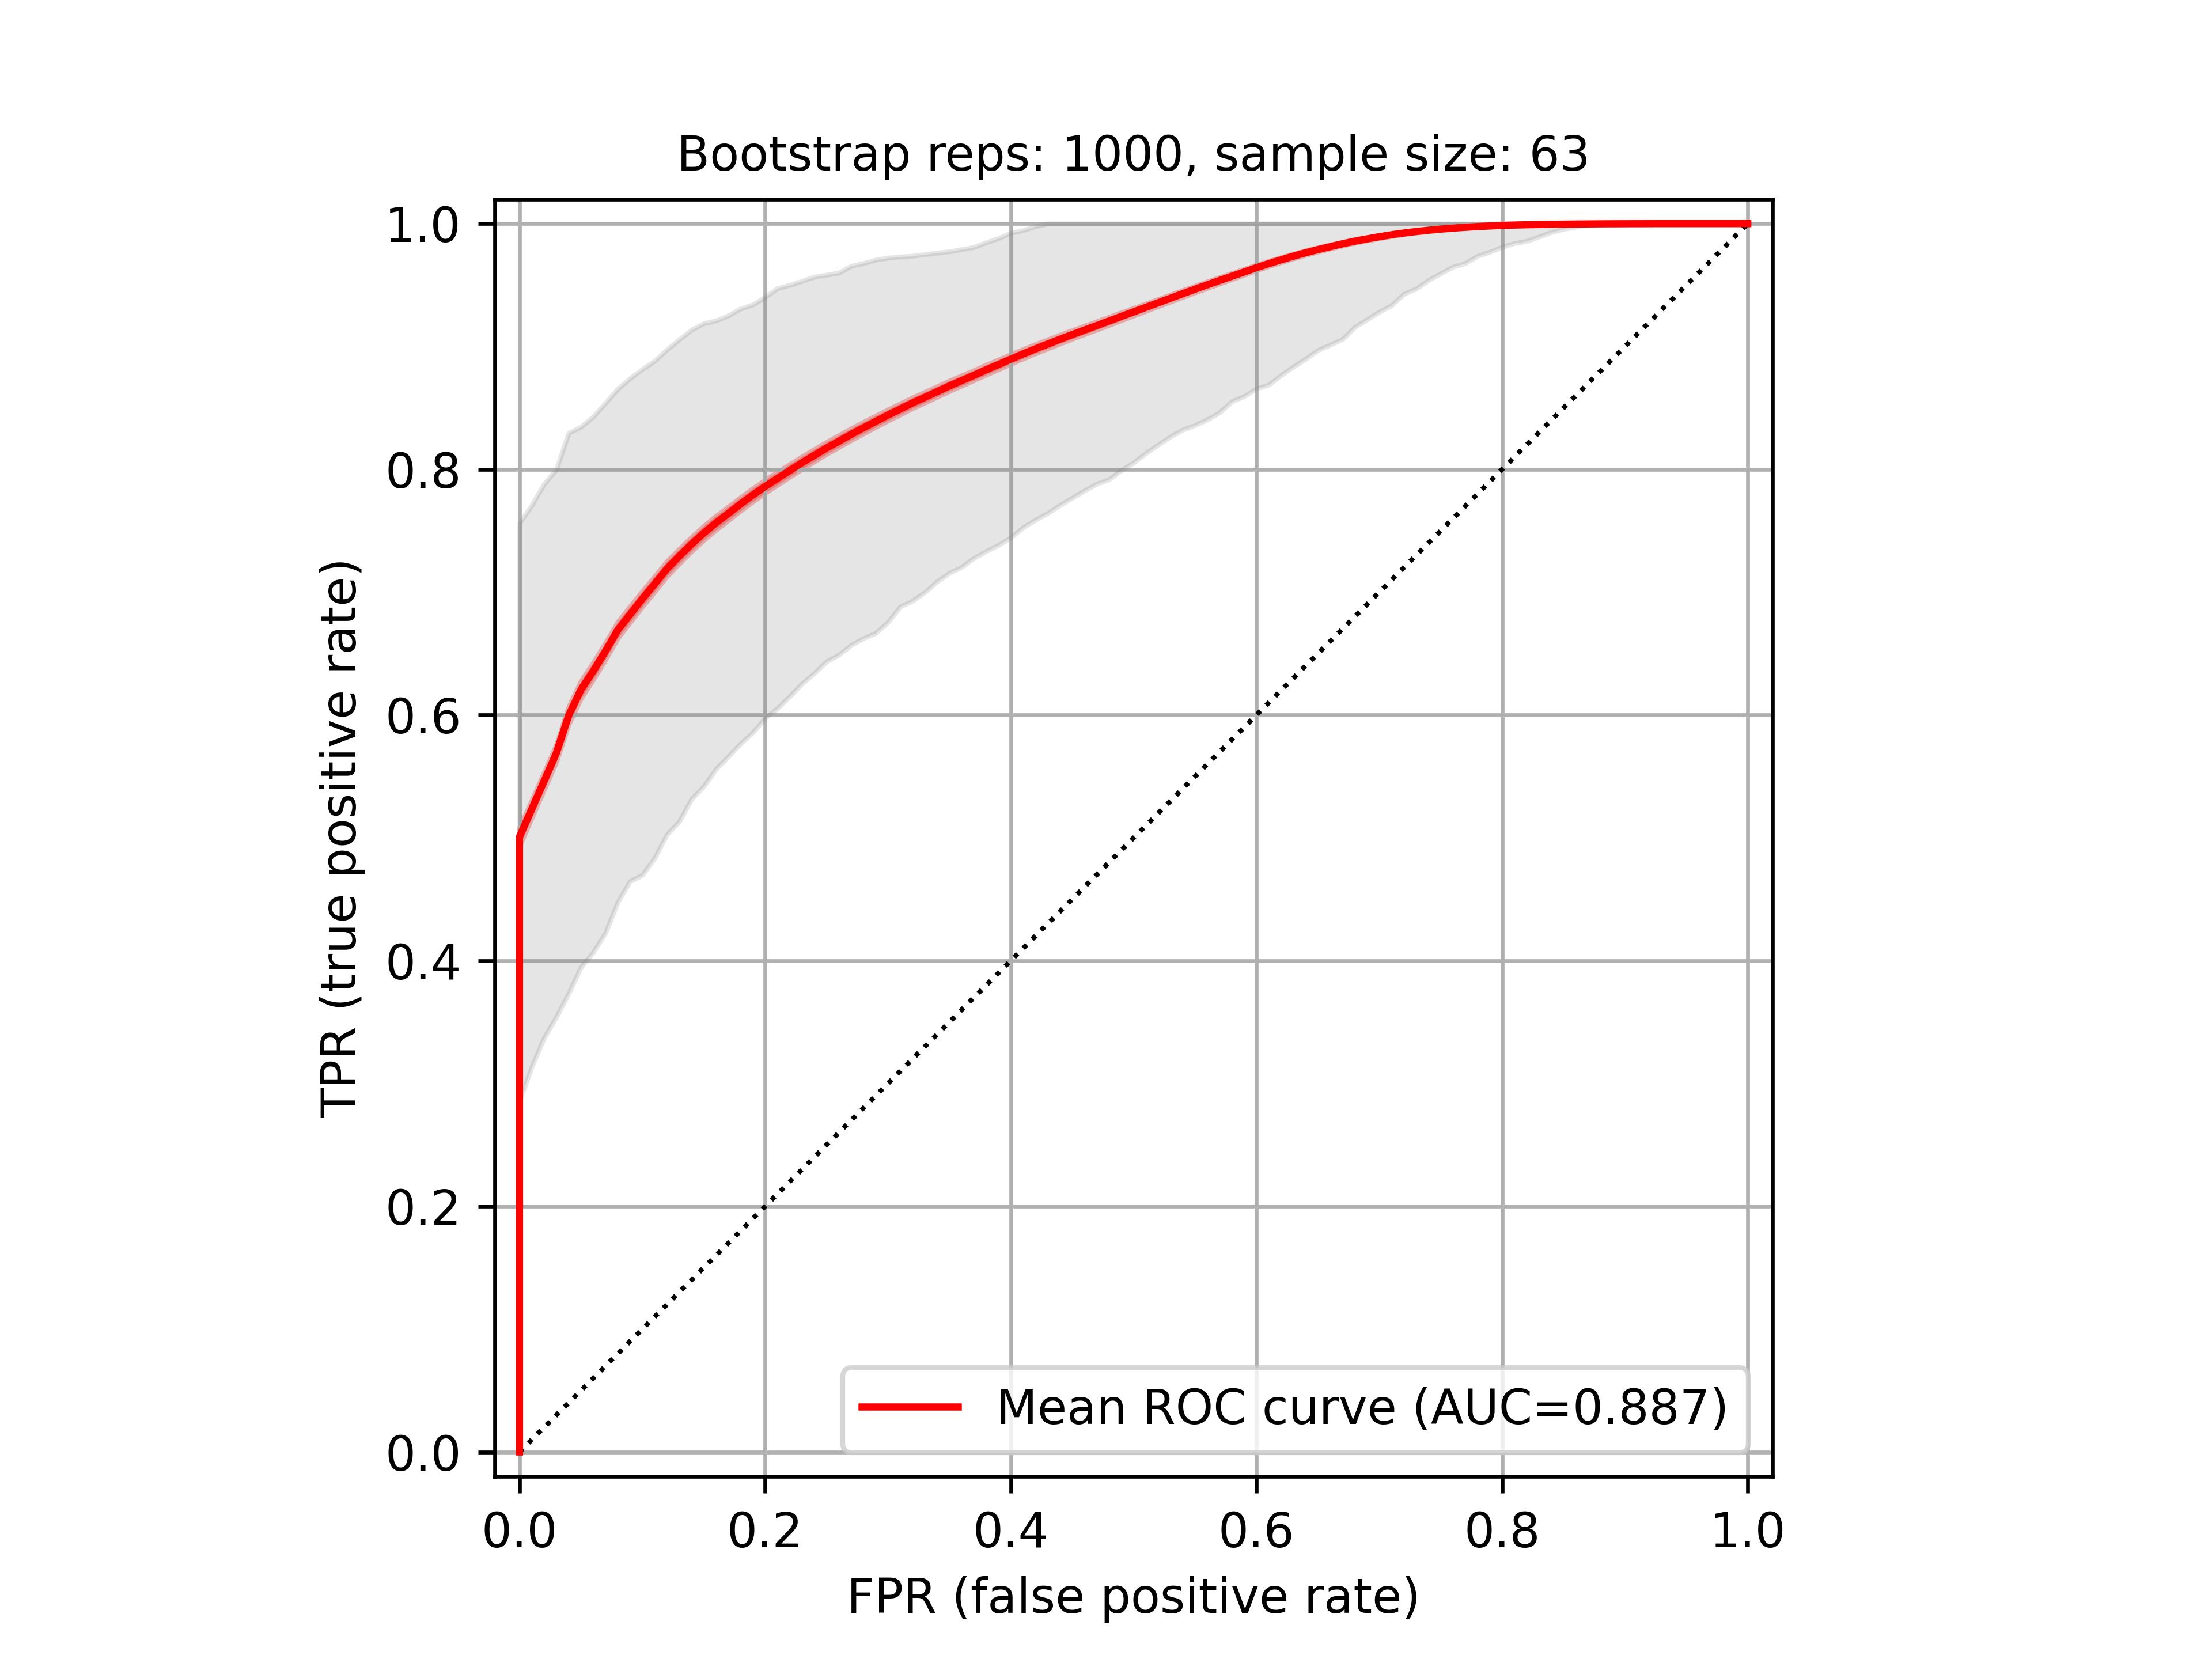 Bootstrap reps: 1000, sample size: 63
1.0
0.8
0.6
0.4
0.2
0.0
TPR (true positive rate)
Mean ROC curve (AUC=0.887)
0.0 0.2 0.4 0.6 0.8 1.0
FPR (false positive rate)